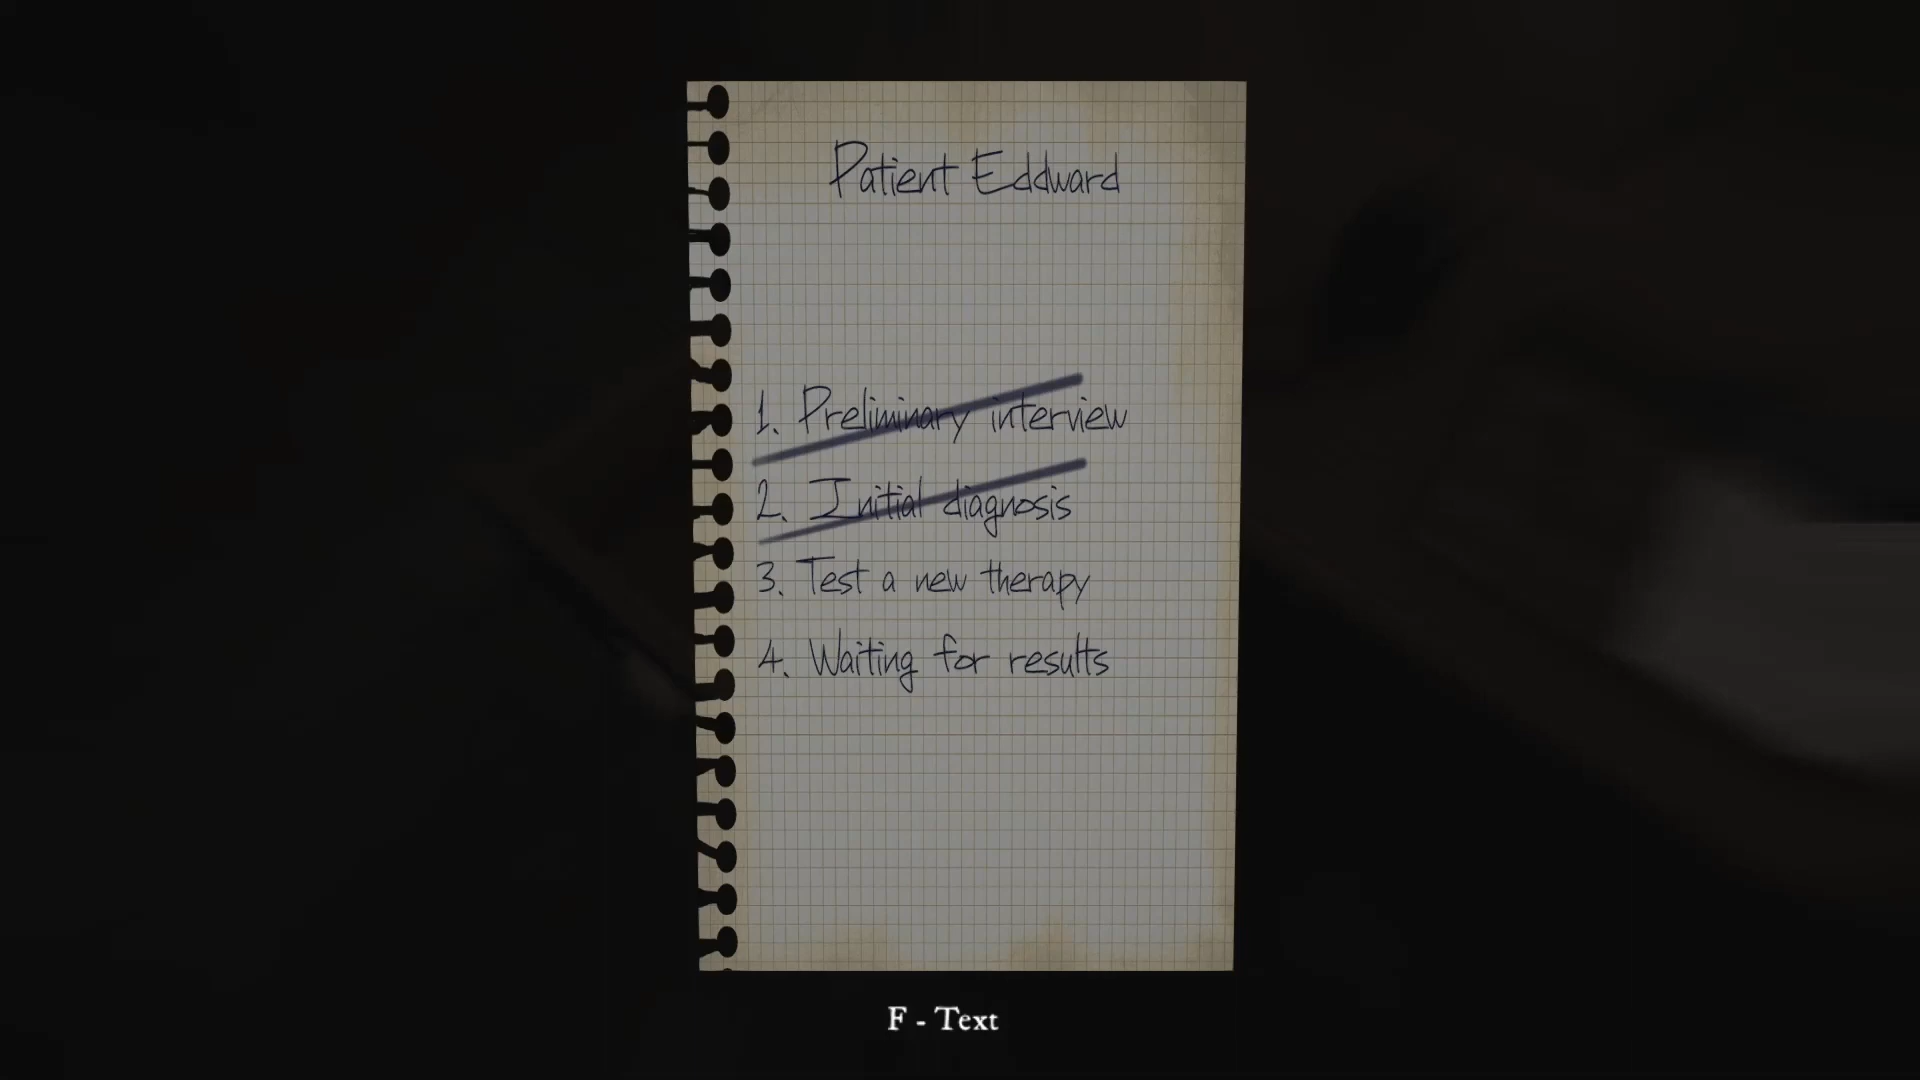 Patient Eddward
1. Preliminary interview
2. Initial diagnosis
3. Test a new therapy
4. Waiting for results
F - Text